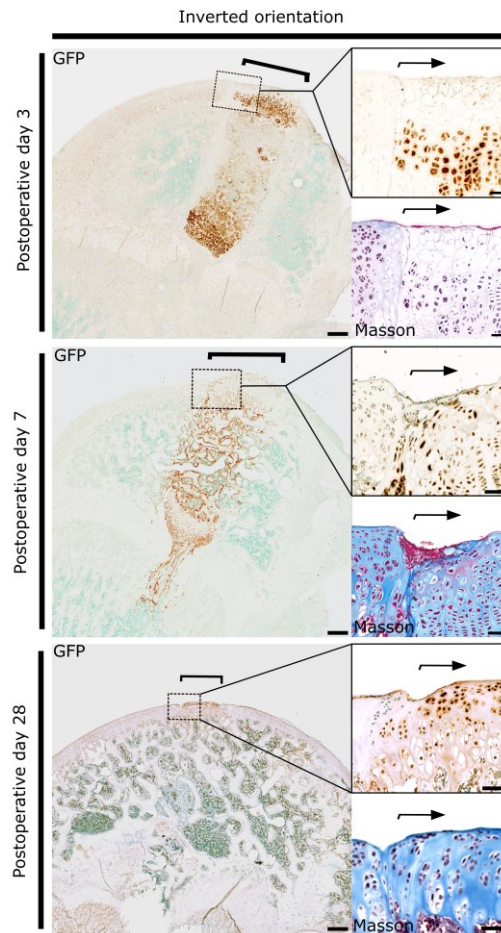 Inverted orientation
Postoperative day 3
GFP
Masson
Postoperative day 7
GFP
Masson
Postoperative day 28
GFP
Masson